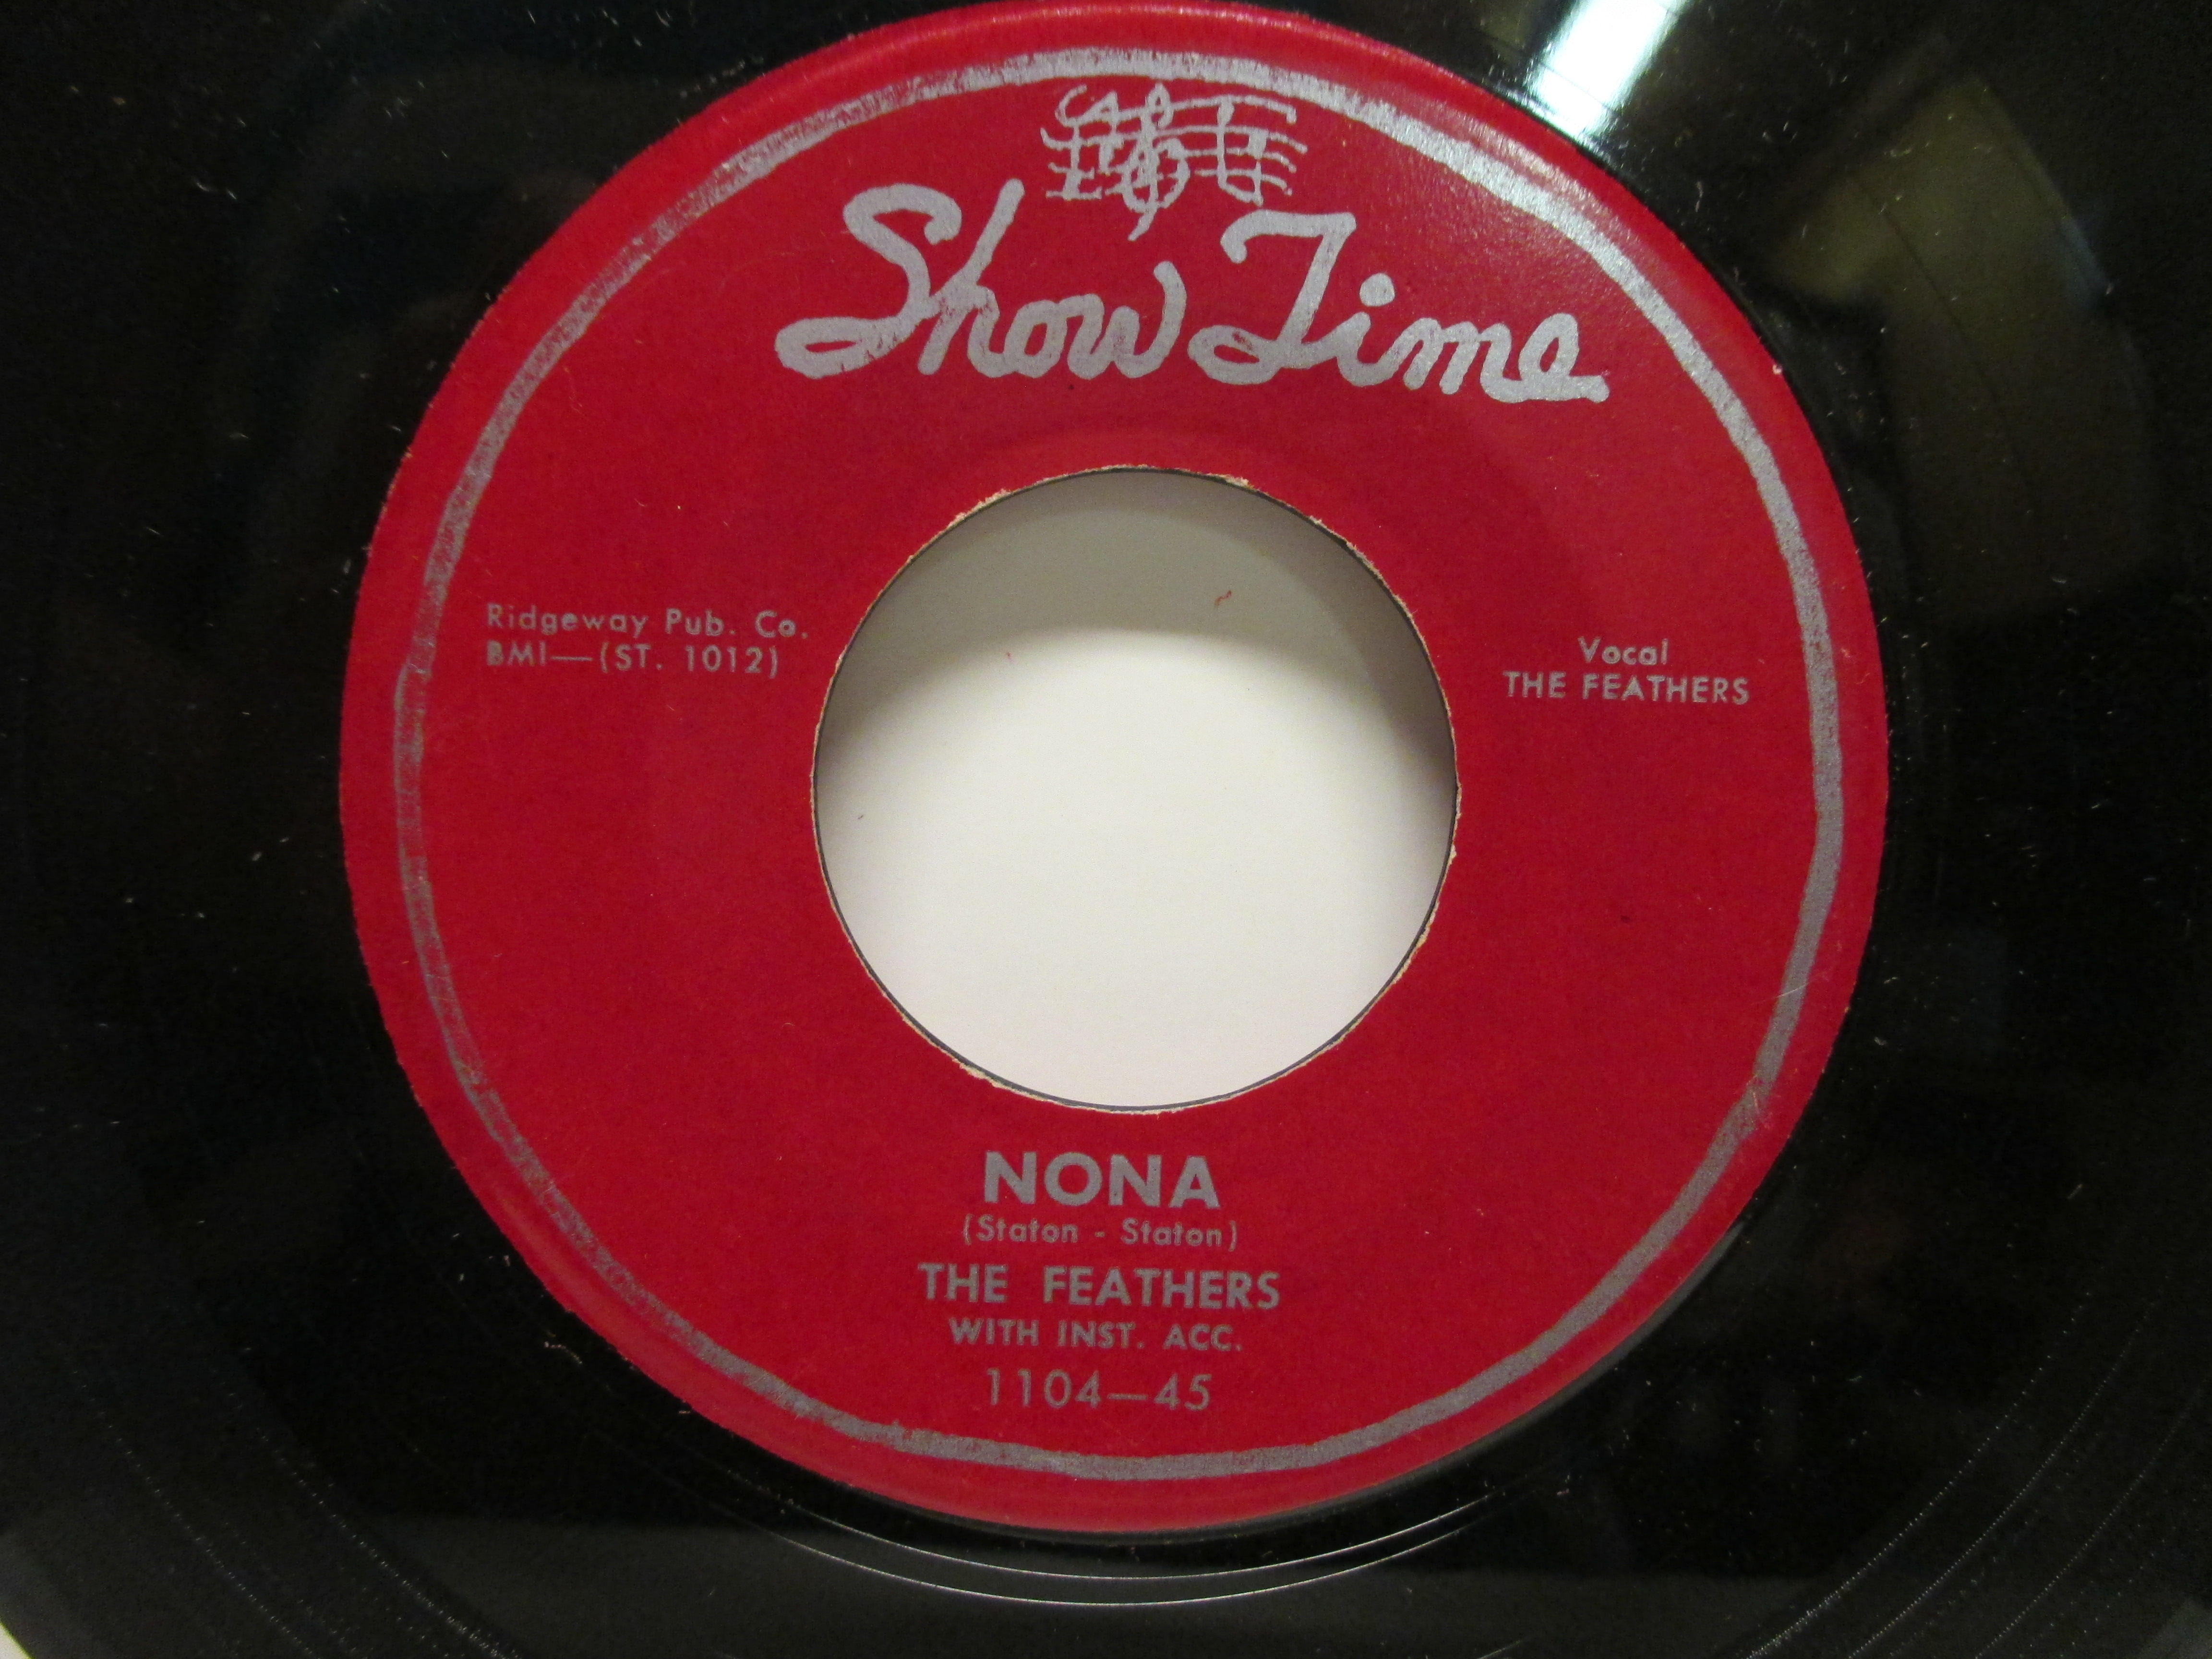 Show Time
Ridgeway Pub. Co.
BMI—(ST. 1012)
Vocal
THE FEATHERS
NONA
(Staton - Staton)
THE FEATHERS
WITH INST. ACC.
1104—45